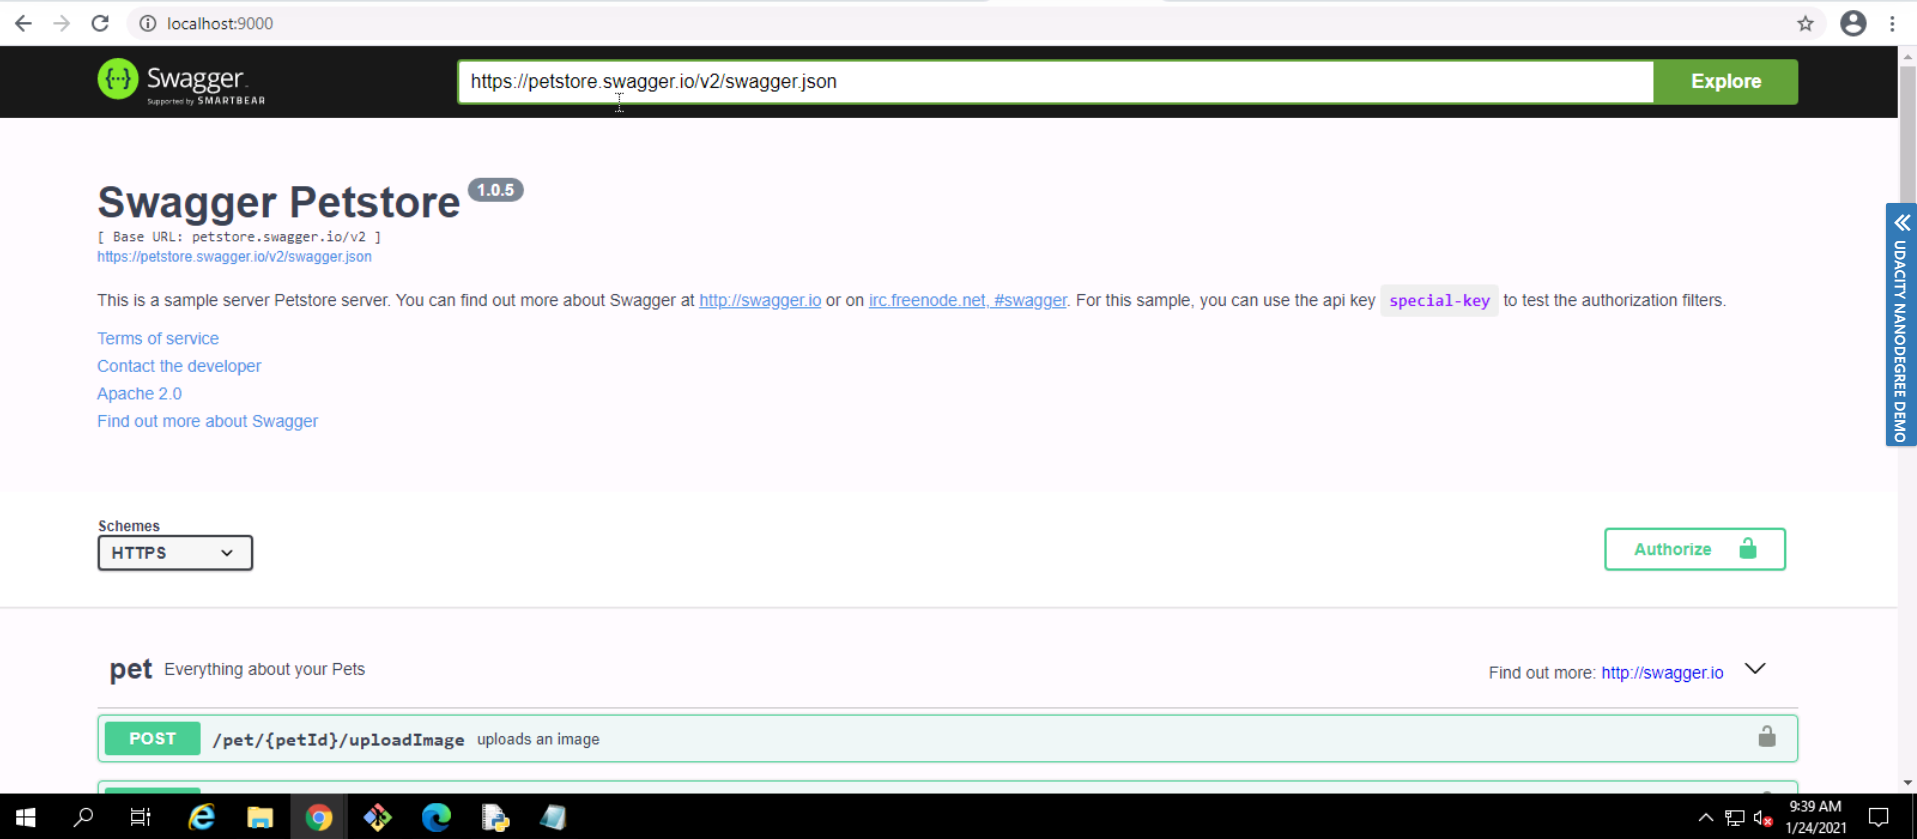 localhost:9000
Swagger
Supported by SMARTBEAR
https://petstore.swagger.io/v2/swagger.json
Explore
Swagger Petstore 1.0.5
[ Base URL: petstore.swagger.io/v2 ]
https://petstore.swagger.io/v2/swagger.json
This is a sample server Petstore server. You can find out more about Swagger at http://swagger.io or on irc.freenode.net, #swagger. For this sample, you can use the api key special-key to test the authorization filters.
Terms of service
Contact the developer
Apache 2.0
Find out more about Swagger
UDACITY NANODEGREE DEMO
Schemes
HTTPS
Authorize
pet Everything about your Pets
Find out more: http://swagger.io
POST /pet/{petId}/uploadImage uploads an image
9:39 AM
1/24/2021